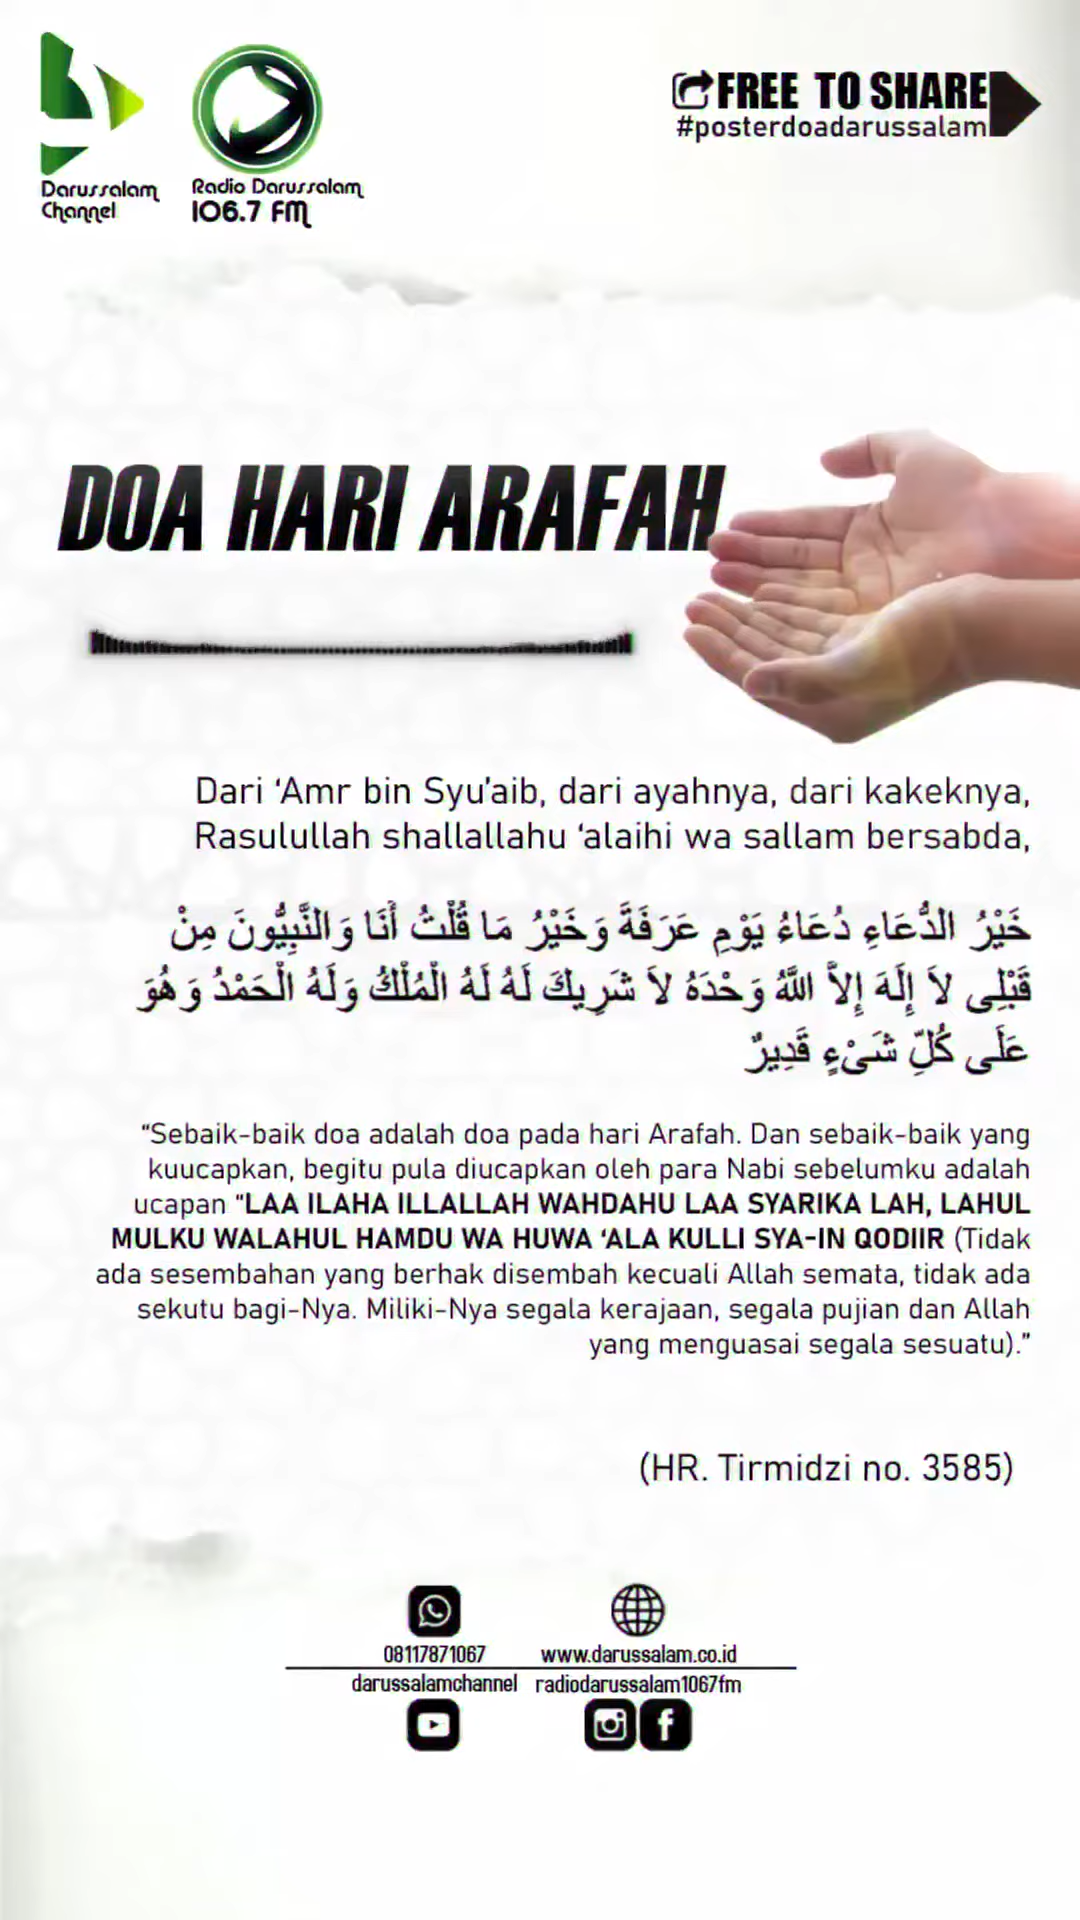 Darussalam
Channel
Radio Darussalam
106.7 FM
FREE TO SHARE
#posterdoadarussalam
DOA HARI ARAFAH
Dari ‘Amr bin Syu’aib, dari ayahnya, dari kakeknya,
Rasulullah shallallahu ‘alaihi wa sallam bersabda,
خَيْرُ الدُّعَاءِ دُعَاءُ يَوْمِ عَرَفَةَ وَخَيْرُ مَا قُلْتُ أَنَا وَالنَّبِيُّونَ مِنْ
قَبْلِى لاَ إِلَهَ إِلاَّ اللَّهُ وَحْدَهُ لاَ شَرِيكَ لَهُ لَهُ الْمُلْكُ وَلَهُ الْحَمْدُ وَهُوَ
عَلَى كُلِّ شَىْءٍ قَدِيرٌ
“Sebaik-baik doa adalah doa pada hari Arafah. Dan sebaik-baik yang
kuucapkan, begitu pula diucapkan oleh para Nabi sebelumku adalah
ucapan “LAA ILAHA ILLALLAH WAHDAHU LAA SYARIKA LAH, LAHUL
MULKU WALAHUL HAMDU WA HUWA ‘ALA KULLI SYA-IN QODIIR (Tidak
ada sesembahan yang berhak disembah kecuali Allah semata, tidak ada
sekutu bagi-Nya. Miliki-Nya segala kerajaan, segala pujian dan Allah
yang menguasai segala sesuatu).”
(HR. Tirmidzi no. 3585)
08117871067
www.darussalam.co.id
darussalamchannel
radiodarussalam1067fm